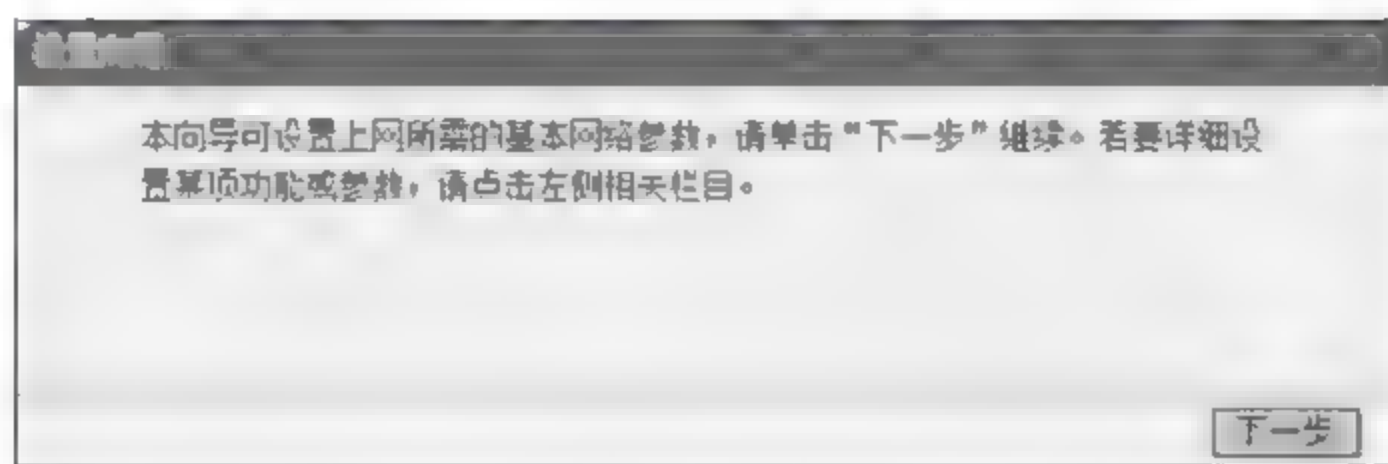 本向导可设置上网所需的基本网络参数，请单击“下一步”继续。若要详细设
置某项功能或参数，请点击左侧相关栏目。
下一步